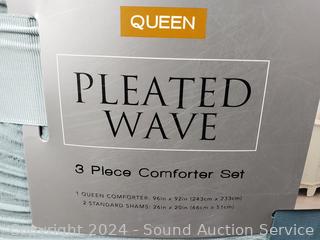 QUEEN
PLEATED
WAVE
3 Piece Comforter Set
1 QUEEN COMFORTER: 96in x 92in (243cm x 233cm)
2 STANDARD SHAMS: 26in x 20in (66cm x 51cm)
Copyright 2024 - Sound Auction Service